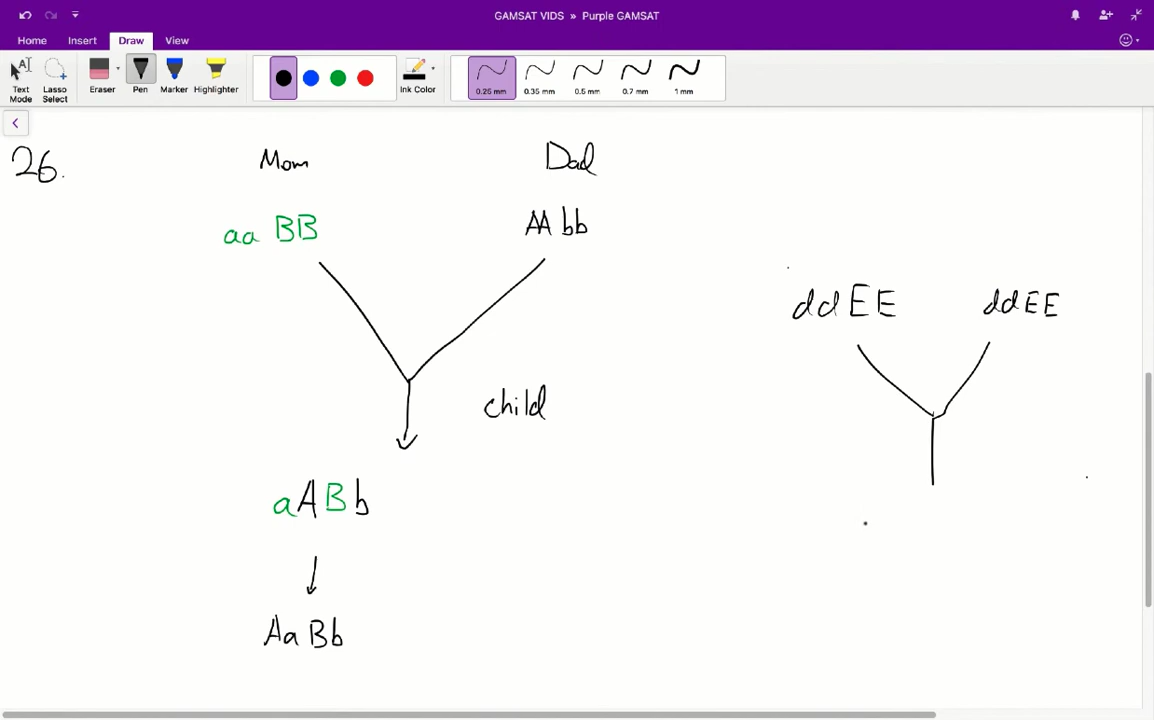 GAMSAT VIDS » Purple GAMSAT
Home Insert Draw View
Text Mode
Lasso Select
Eraser
Pen
Marker
Highlighter
Ink Color
0.25 mm
0.35 mm
0.5 mm
0.7 mm
1 mm
26.
Mom
Dad
aa BB
AA bb
ddEE
ddEE
child
aABb
AaBb